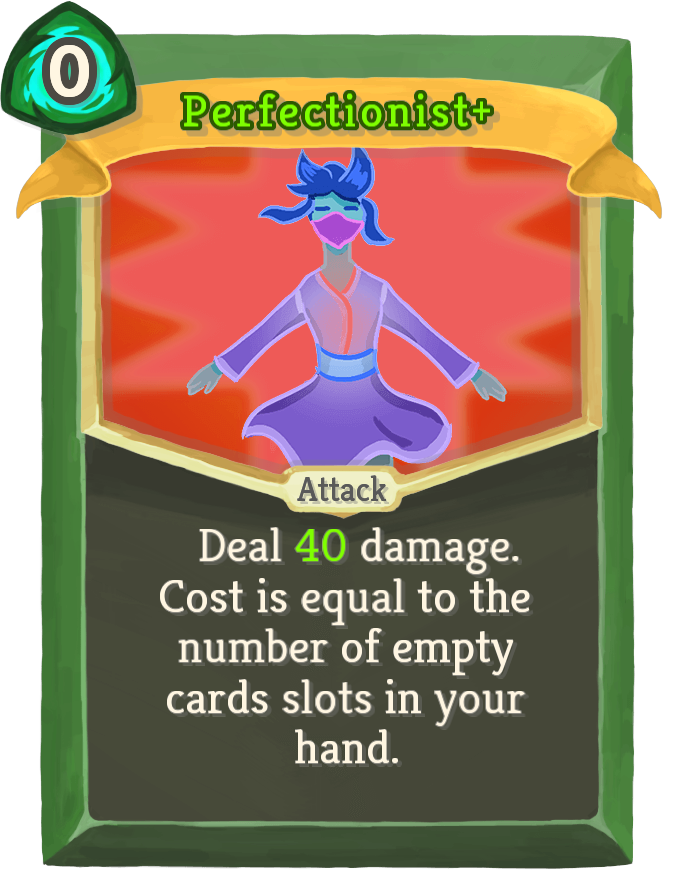 0
Perfectionist+
Attack
Deal 40 damage.
Cost is equal to the
number of empty
cards slots in your
hand.